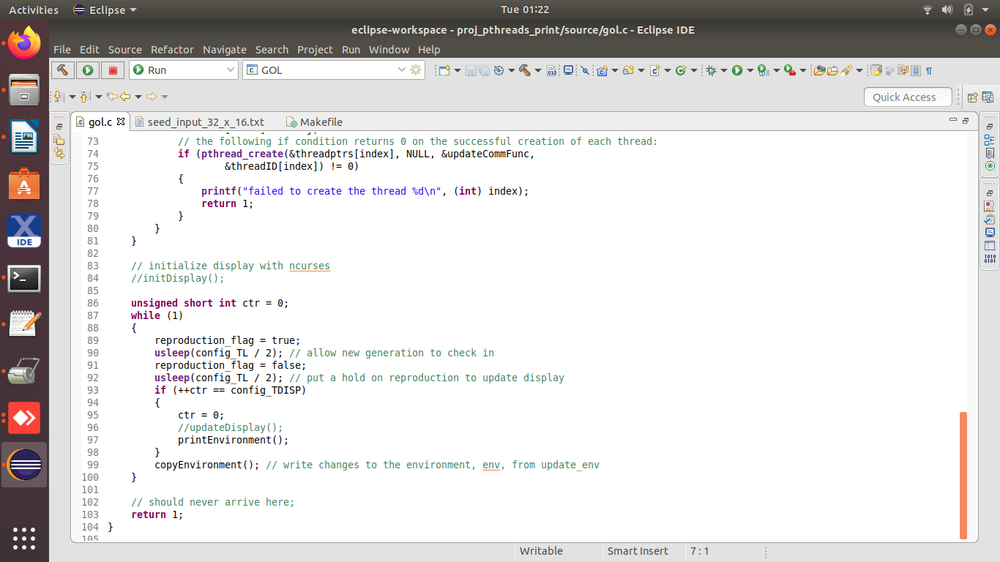 Activities Eclipse Tue 01:22
eclipse-workspace - proj_pthreads_print/source/gol.c - Eclipse IDE
File Edit Source Refactor Navigate Search Project Run Window Help
Run GOL
Quick Access
gol.c seed_input_32_x_16.txt Makefile
73 // the following if condition returns 0 on the successful creation of each thread:
74 if (pthread_create(&threadptrs[index], NULL, &updateCommFunc,
75 &threadID[index]) != 0)
76 {
77 printf("failed to create the thread %d\n", (int) index);
78 return 1;
79 }
80 }
81 }
82
83 // initialize display with ncurses
84 //initDisplay();
85
86 unsigned short int ctr = 0;
87 while (1)
88 {
89 reproduction_flag = true;
90 usleep(config_TL / 2); // allow new generation to check in
91 reproduction_flag = false;
92 usleep(config_TL / 2); // put a hold on reproduction to update display
93 if (++ctr == config_TDISP)
94 {
95 ctr = 0;
96 //updateDisplay();
97 printEnvironment();
98 }
99 copyEnvironment(); // write changes to the environment, env, from update_env
100 }
101
102 // should never arrive here;
103 return 1;
104 }
105
Writable Smart Insert 7 : 1